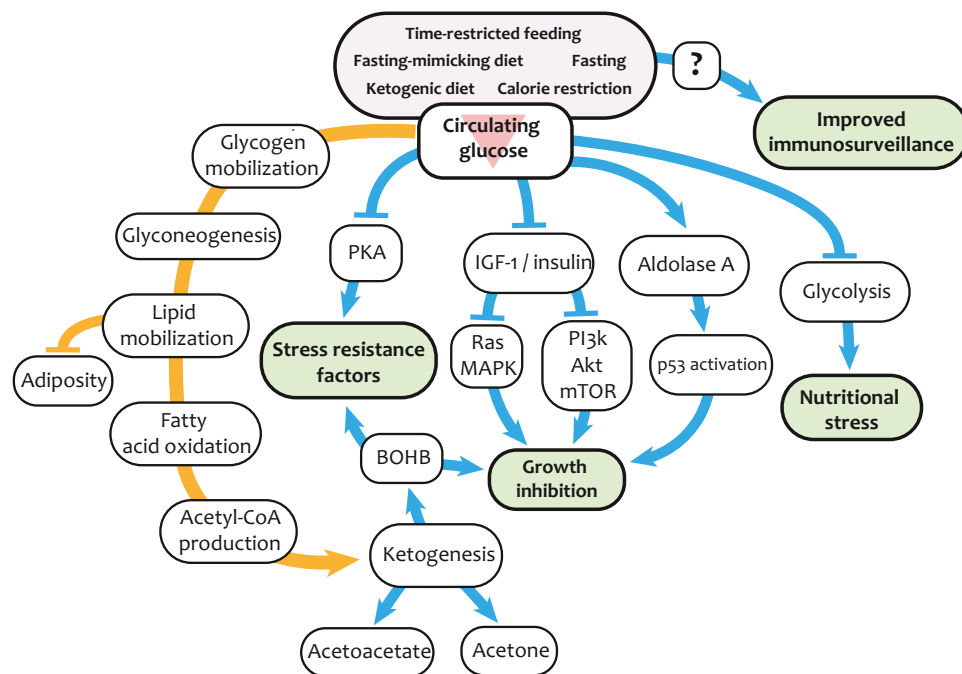 Time-restricted feeding
Fasting-mimicking diet Fasting
Ketogenic diet Calorie restriction
?
Improved
immunosurveillance
Circulating
glucose
Glycogen
mobilization
Glyconeogenesis
PKA
IGF-1 / insulin
Aldolase A
Glycolysis
Lipid
mobilization
Adiposity
Stress resistance
factors
Ras
MAPK
PI3k
Akt
mTOR
p53 activation
Nutritional
stress
Fatty
acid oxidation
BOHB
Growth
inhibition
Acetyl-CoA
production
Ketogenesis
Acetoacetate
Acetone